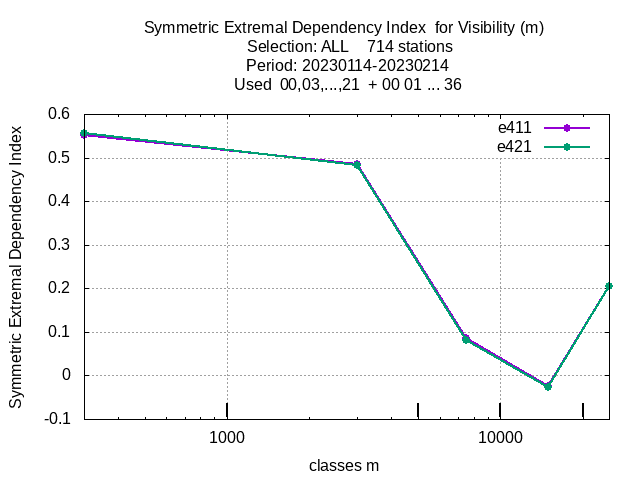 Symmetric Extremal Dependency Index  for Visibility (m)
Selection: ALL    714 stations
Period: 20230114-20230214
Used  00,03,...,21  + 00 01 ... 36
Symmetric Extremal Dependency Index
0.6
0.5
0.4
0.3
0.2
0.1
0
-0.1
e411
e421
1000
10000
classes m